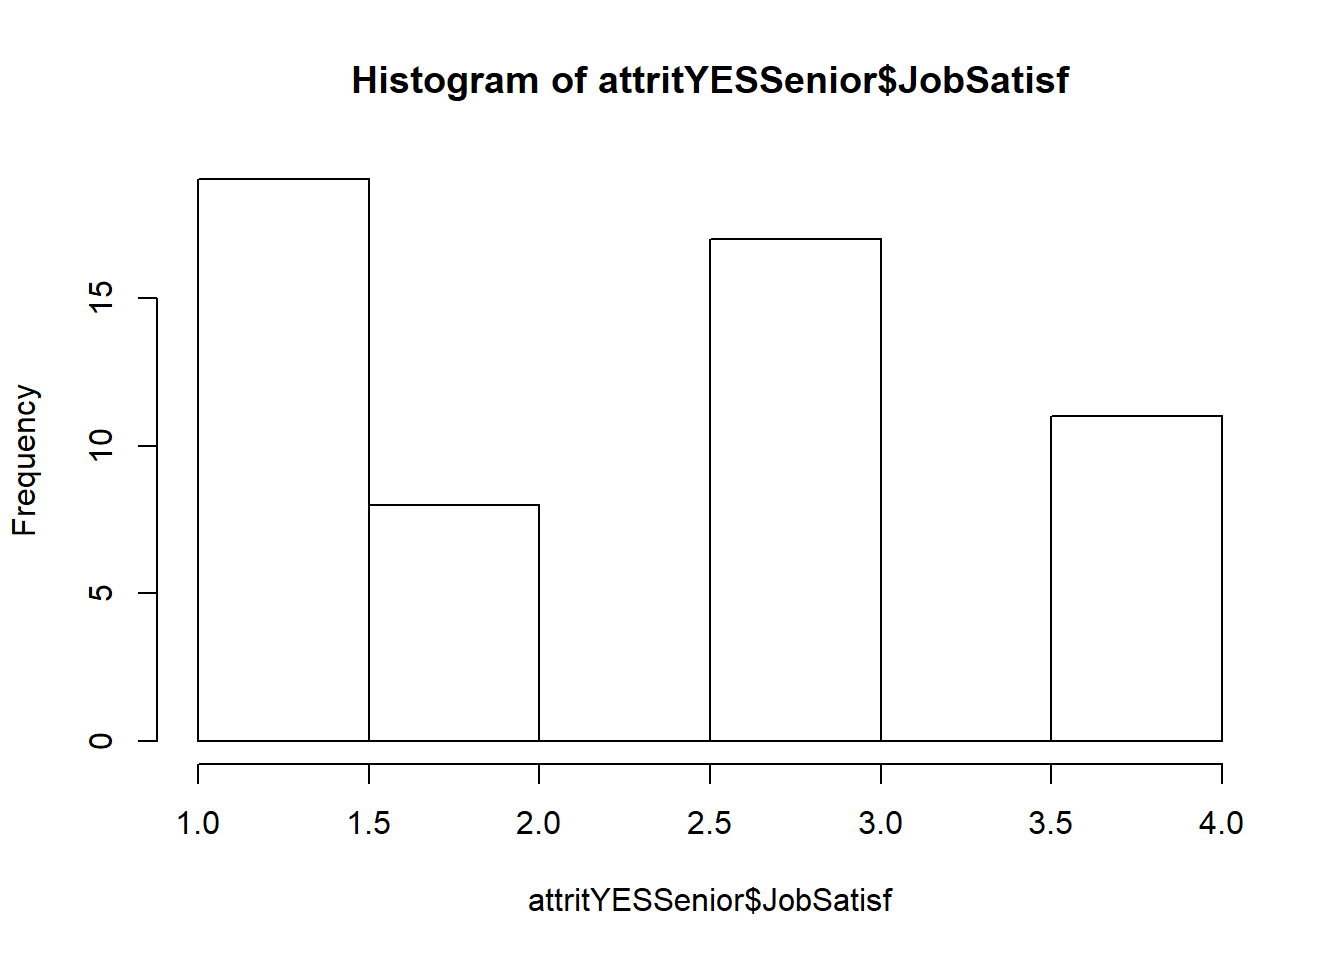 Histogram of attritYESSenior$JobSatisf
Frequency
15
10
5
0
1.0 1.5 2.0 2.5 3.0 3.5 4.0
attritYESSenior$JobSatisf